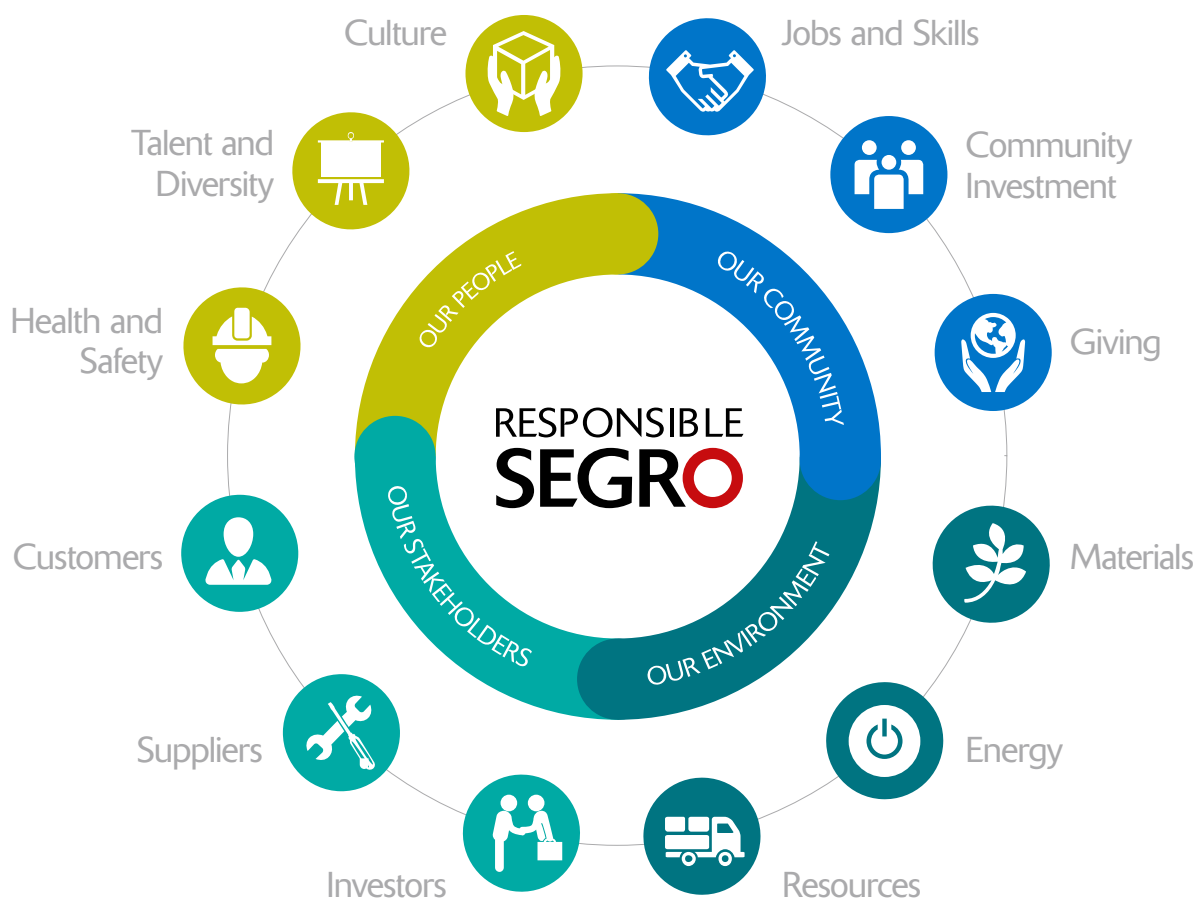 Culture
Jobs and Skills
Talent and
Diversity
Community
Investment
Health and
Safety
Giving
OUR PEOPLE
OUR COMMUNITY
RESPONSIBLE
SEGRO
OUR STAKEHOLDERS
OUR ENVIRONMENT
Customers
Materials
Suppliers
Energy
Investors
Resources